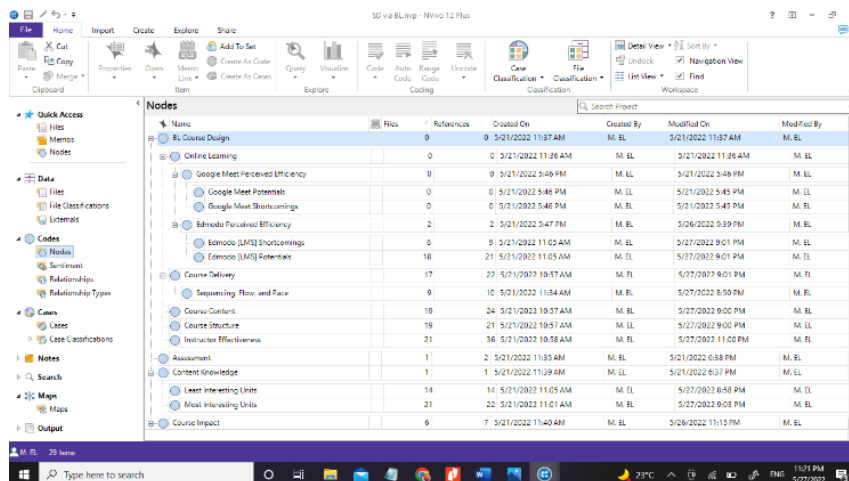 SD via BL.nvp - NVivo 12 Plus
File Home Import Create Explore Share
Paste Cut Copy Merge Clipboard
Properties Open Memo Link Add To Set Create As Code Create As Cases Item
Query Visualize Explore
Code Auto Code Range Code Uncode Coding
Case Classification File Classification Classification
Detail View Sort By Undock Navigation View List View Find Workspace
Quick Access
Files
Memos
Nodes
Data
Files
File Classifications
Externals
Codes
Nodes
Sentiment
Relationships
Relationship Types
Cases
Cases
Case Classifications
Notes
Search
Maps
Maps
Output
Nodes Search Project
Name Files References Created On Created By Modified On Modified By
BL Course Design 0 0 5/21/2022 11:37 AM M. EL 5/21/2022 11:37 AM M. EL
Online Learning 0 0 5/21/2022 11:36 AM M. EL 5/21/2022 11:36 AM M. EL
Google Meet Perceived Efficiency 0 0 5/21/2022 5:46 PM M. EL 5/21/2022 5:46 PM M. EL
Google Meet Potentials 0 0 5/21/2022 5:46 PM M. EL 5/21/2022 5:45 PM M. EL
Google Meet Shortcomings 0 0 5/21/2022 5:46 PM M. EL 5/21/2022 5:45 PM M. EL
Edmodo Perceived Efficiency 2 2 5/21/2022 5:47 PM M. EL 5/26/2022 9:39 PM M. EL
Edmodo [LMS] Shortcomings 6 9 5/21/2022 11:05 AM M. EL 5/27/2022 9:01 PM M. EL
Edmodo [LMS] Potentials 18 21 5/21/2022 11:05 AM M. EL 5/27/2022 9:01 PM M. EL
Course Delivery 17 22 5/21/2022 10:57 AM M. EL 5/27/2022 9:01 PM M. EL
Sequencing, Flow, and Pace 9 10 5/21/2022 11:34 AM M. EL 5/27/2022 8:50 PM M. EL
Course Content 19 24 5/21/2022 10:57 AM M. EL 5/27/2022 9:00 PM M. EL
Course Structure 19 21 5/21/2022 10:57 AM M. EL 5/27/2022 9:00 PM M. EL
Instructor Effectiveness 21 36 5/21/2022 10:58 AM M. EL 5/27/2022 11:00 PM M. EL
Assessment 1 2 5/21/2022 11:35 AM M. EL 5/21/2022 6:38 PM M. EL
Content Knowledge 1 1 5/21/2022 11:39 AM M. EL 5/21/2022 6:37 PM M. EL
Least Interesting Units 14 14 5/21/2022 11:05 AM M. EL 5/27/2022 8:58 PM M. EL
Most Interesting Units 21 22 5/21/2022 11:01 AM M. EL 5/27/2022 9:03 PM M. EL
Course Impact 6 7 5/21/2022 11:40 AM M. EL 5/26/2022 11:15 PM M. EL
M. EL 29 Items
Type here to search 23°C ENG 11:21 PM 5/27/2022